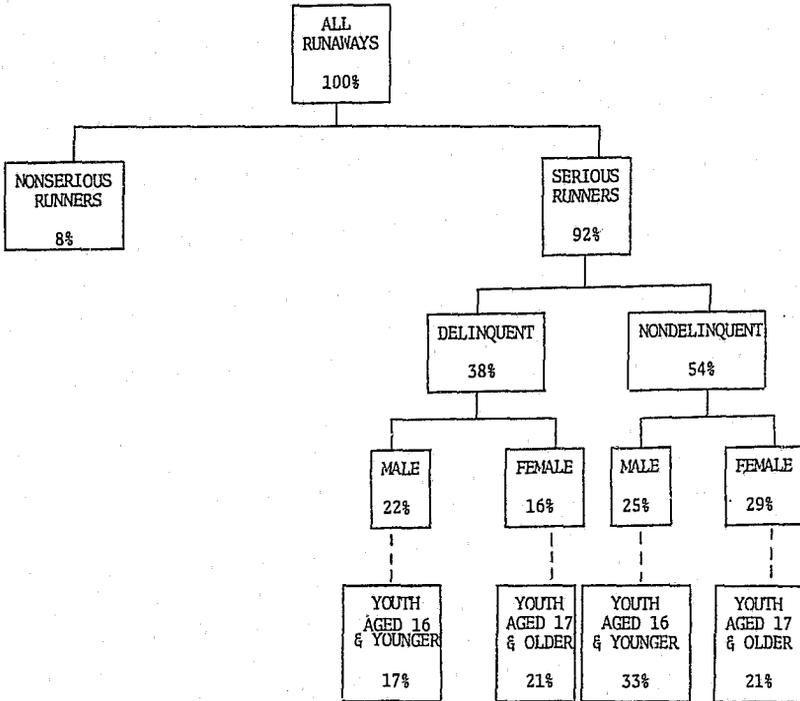 ALL
RUNAWAYS
100%
NONSERIOUS
RUNNERS
8%
SERIOUS
RUNNERS
92%
DELINQUENT
38%
NONDELINQUENT
54%
MALE
22%
FEMALE
16%
MALE
25%
FEMALE
29%
YOUTH
AGED 16
& YOUNGER
17%
YOUTH
AGED 17
& OLDER
21%
YOUTH
AGED 16
& YOUNGER
33%
YOUTH
AGED 17
& OLDER
21%